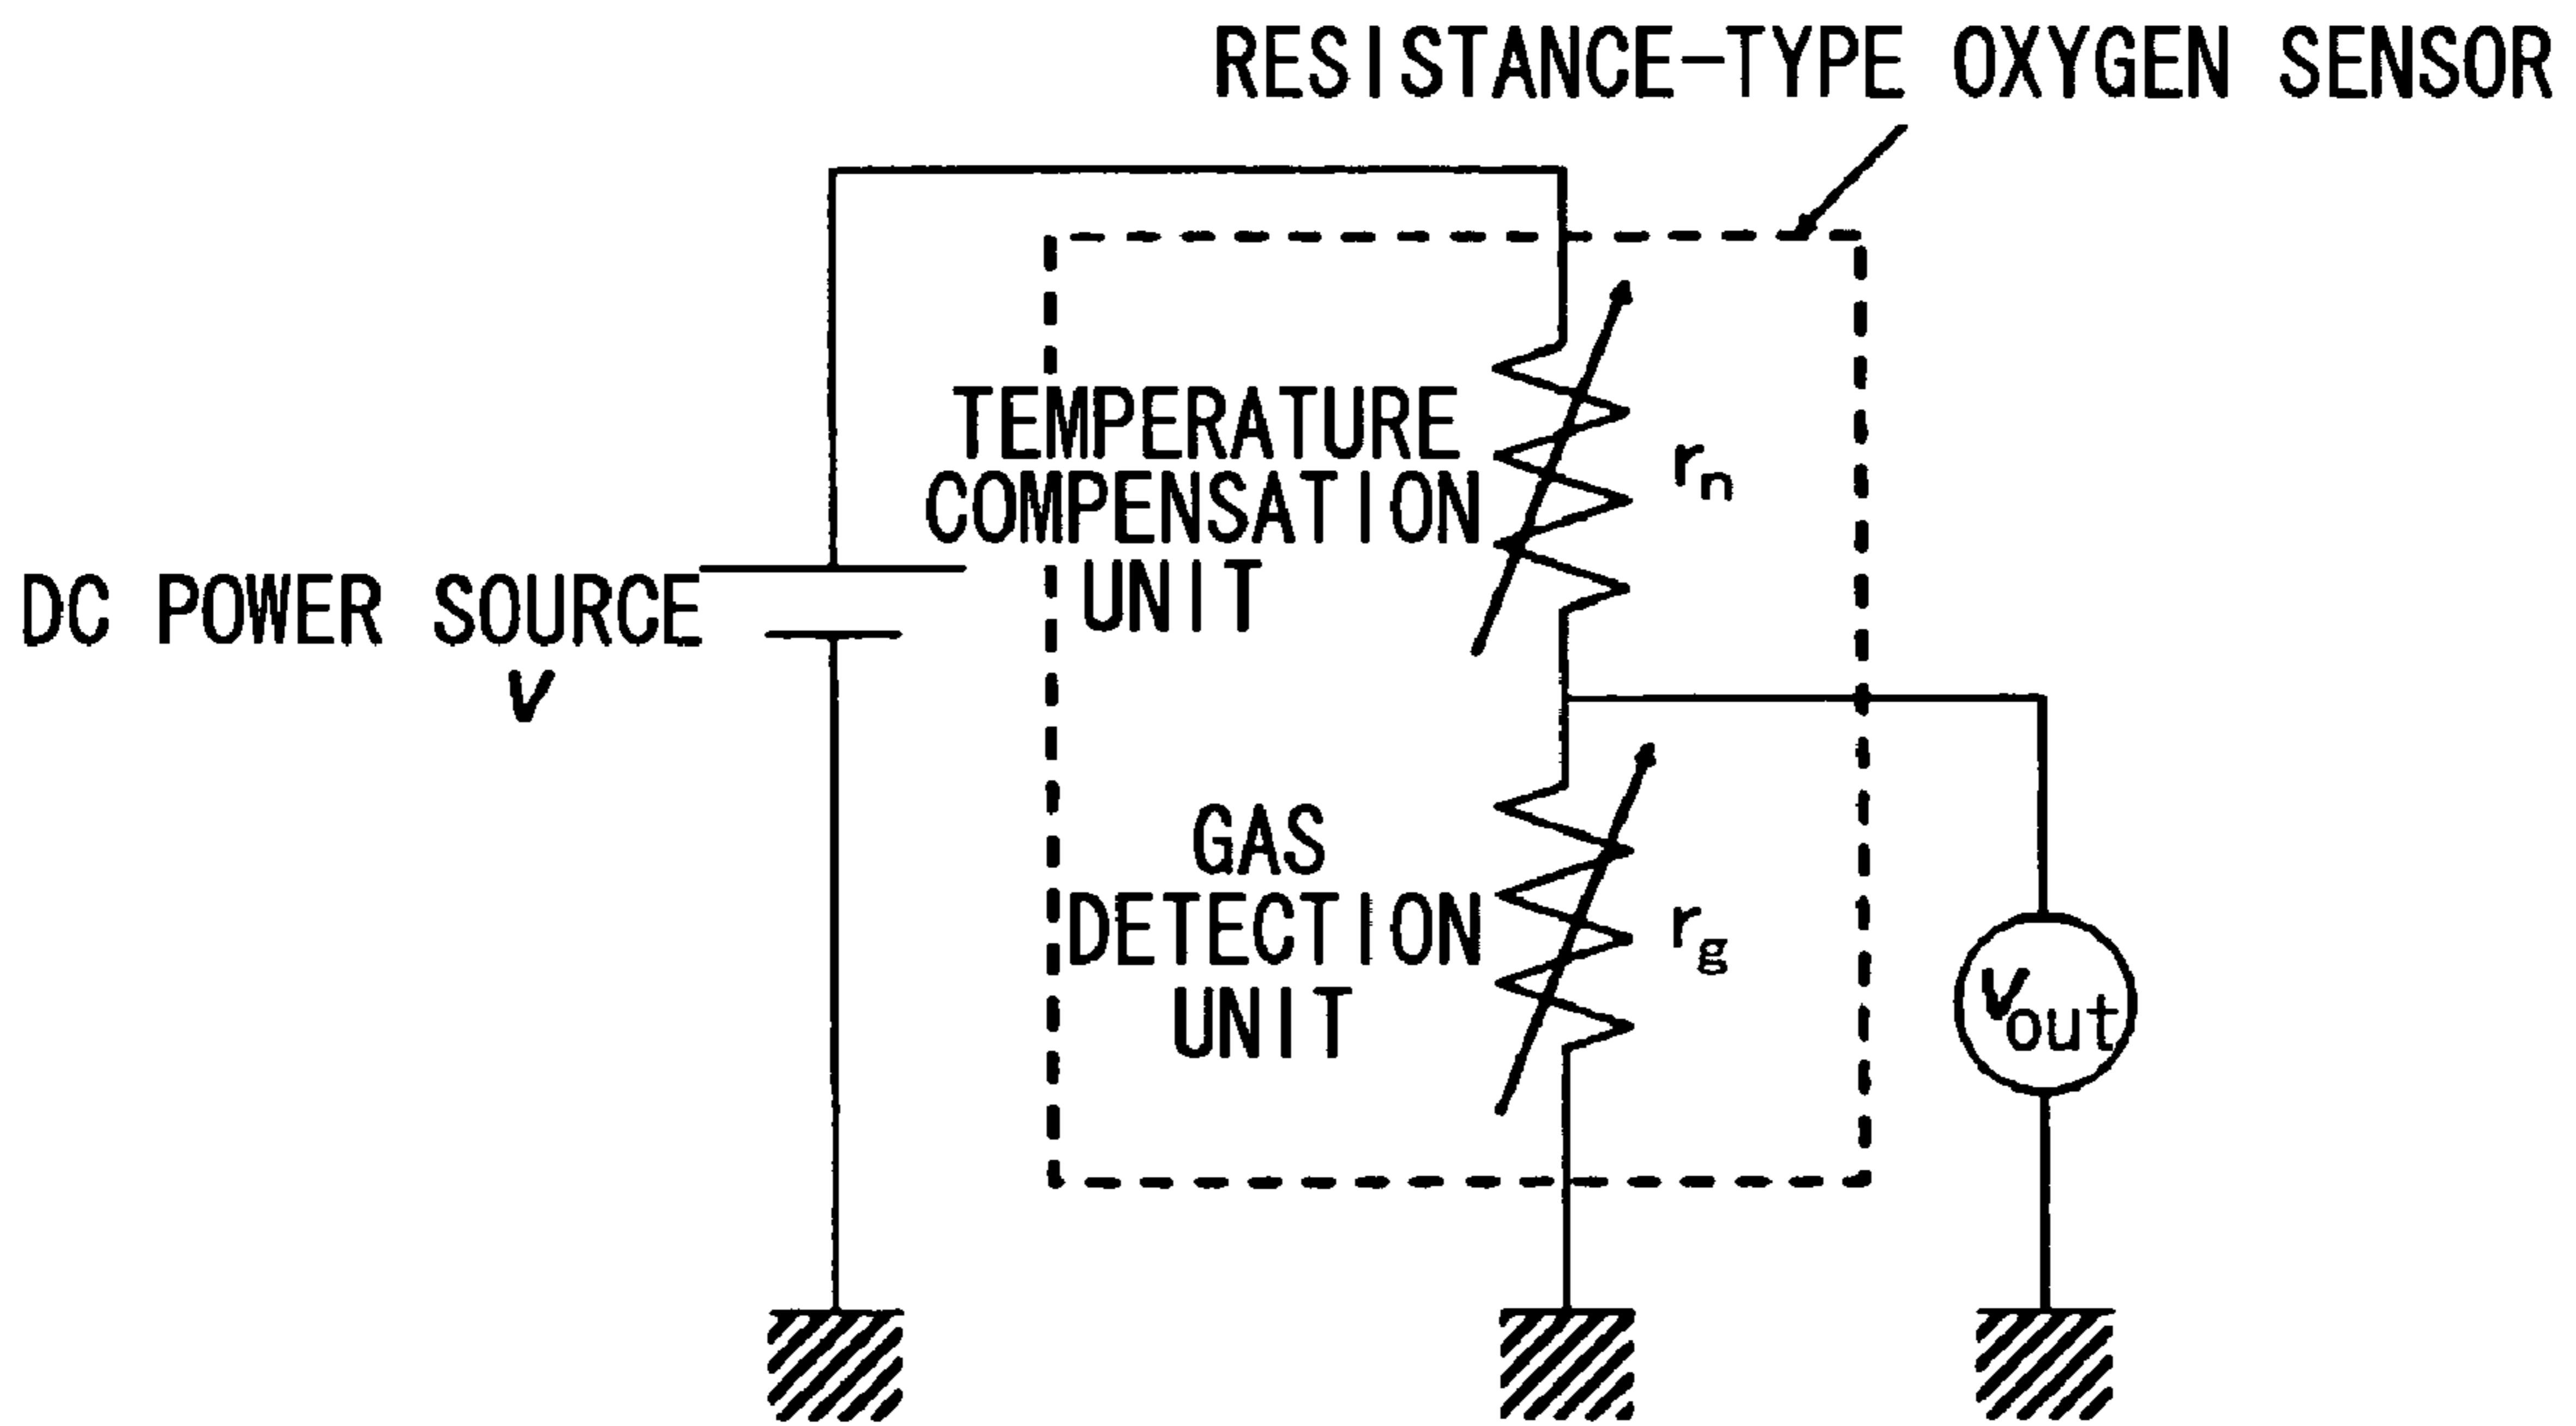 RESISTANCE-TYPE OXYGEN SENSOR
TEMPERATURE
COMPENSATION
UNIT
rn
DC POWER SOURCE
V
GAS
DETECTION
UNIT
rg
Vout